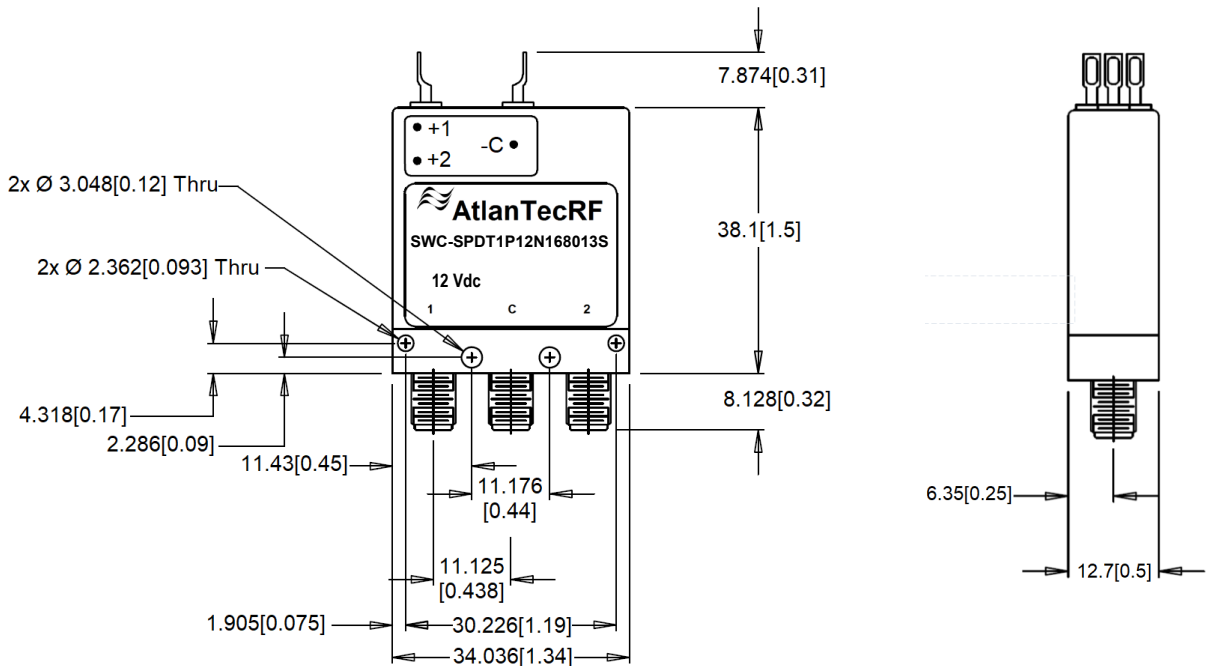 7.874[0.31]
+1
-C
+2
2x Ø 3.048[0.12] Thru
AtlanTecRF
38.1[1.5]
SWC-SPDT1P12N168013S
2x Ø 2.362[0.093] Thru
12 Vdc
1 C 2
8.128[0.32]
4.318[0.17]
2.286[0.09]
11.43[0.45]
11.176
[0.44]
6.35[0.25]
11.125
[0.438]
12.7[0.5]
1.905[0.075]
30.226[1.19]
34.036[1.34]